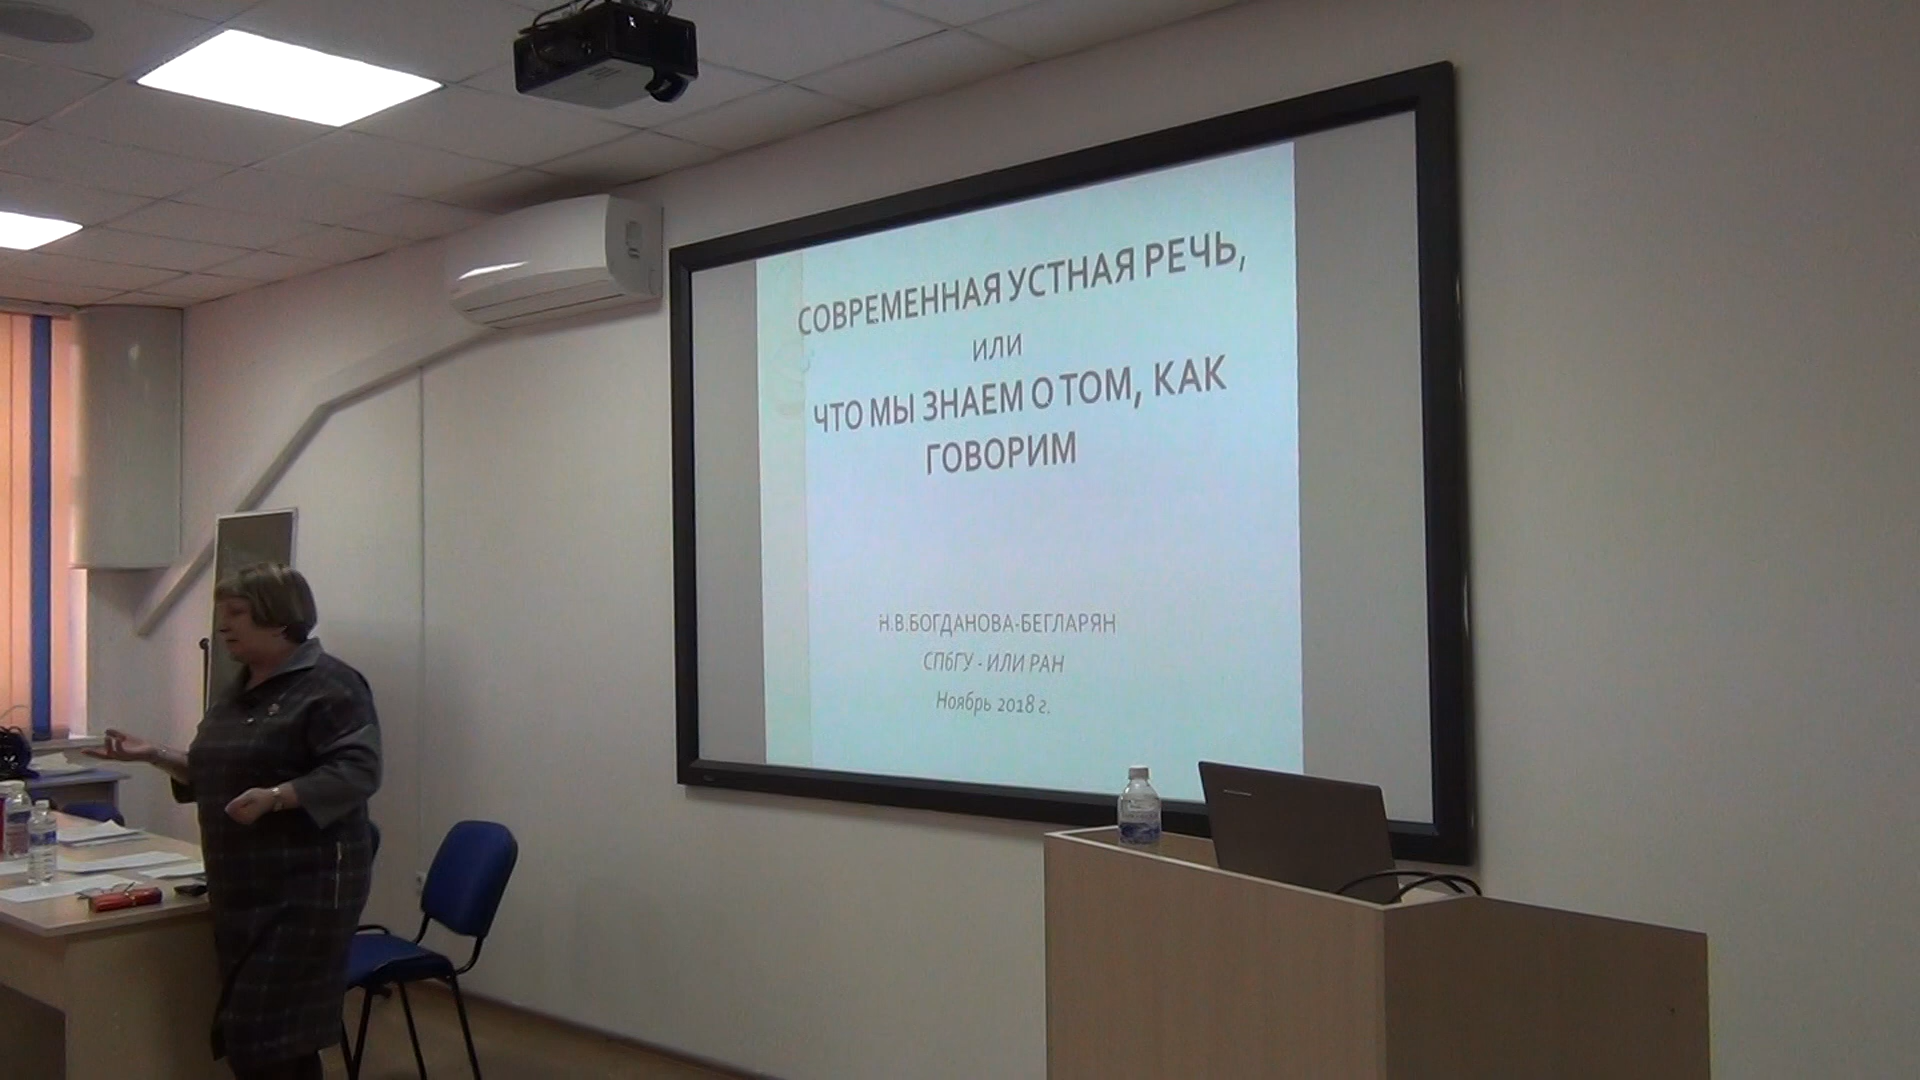 СОВРЕМЕННАЯ УСТНАЯ РЕЧЬ,
ИЛИ
ЧТО МЫ ЗНАЕМ О ТОМ, КАК
ГОВОРИМ
Н.В.БОГДАНОВА-БЕГЛАРЯН
СПбГУ - ИЛИ РАН
Ноябрь 2018 г.